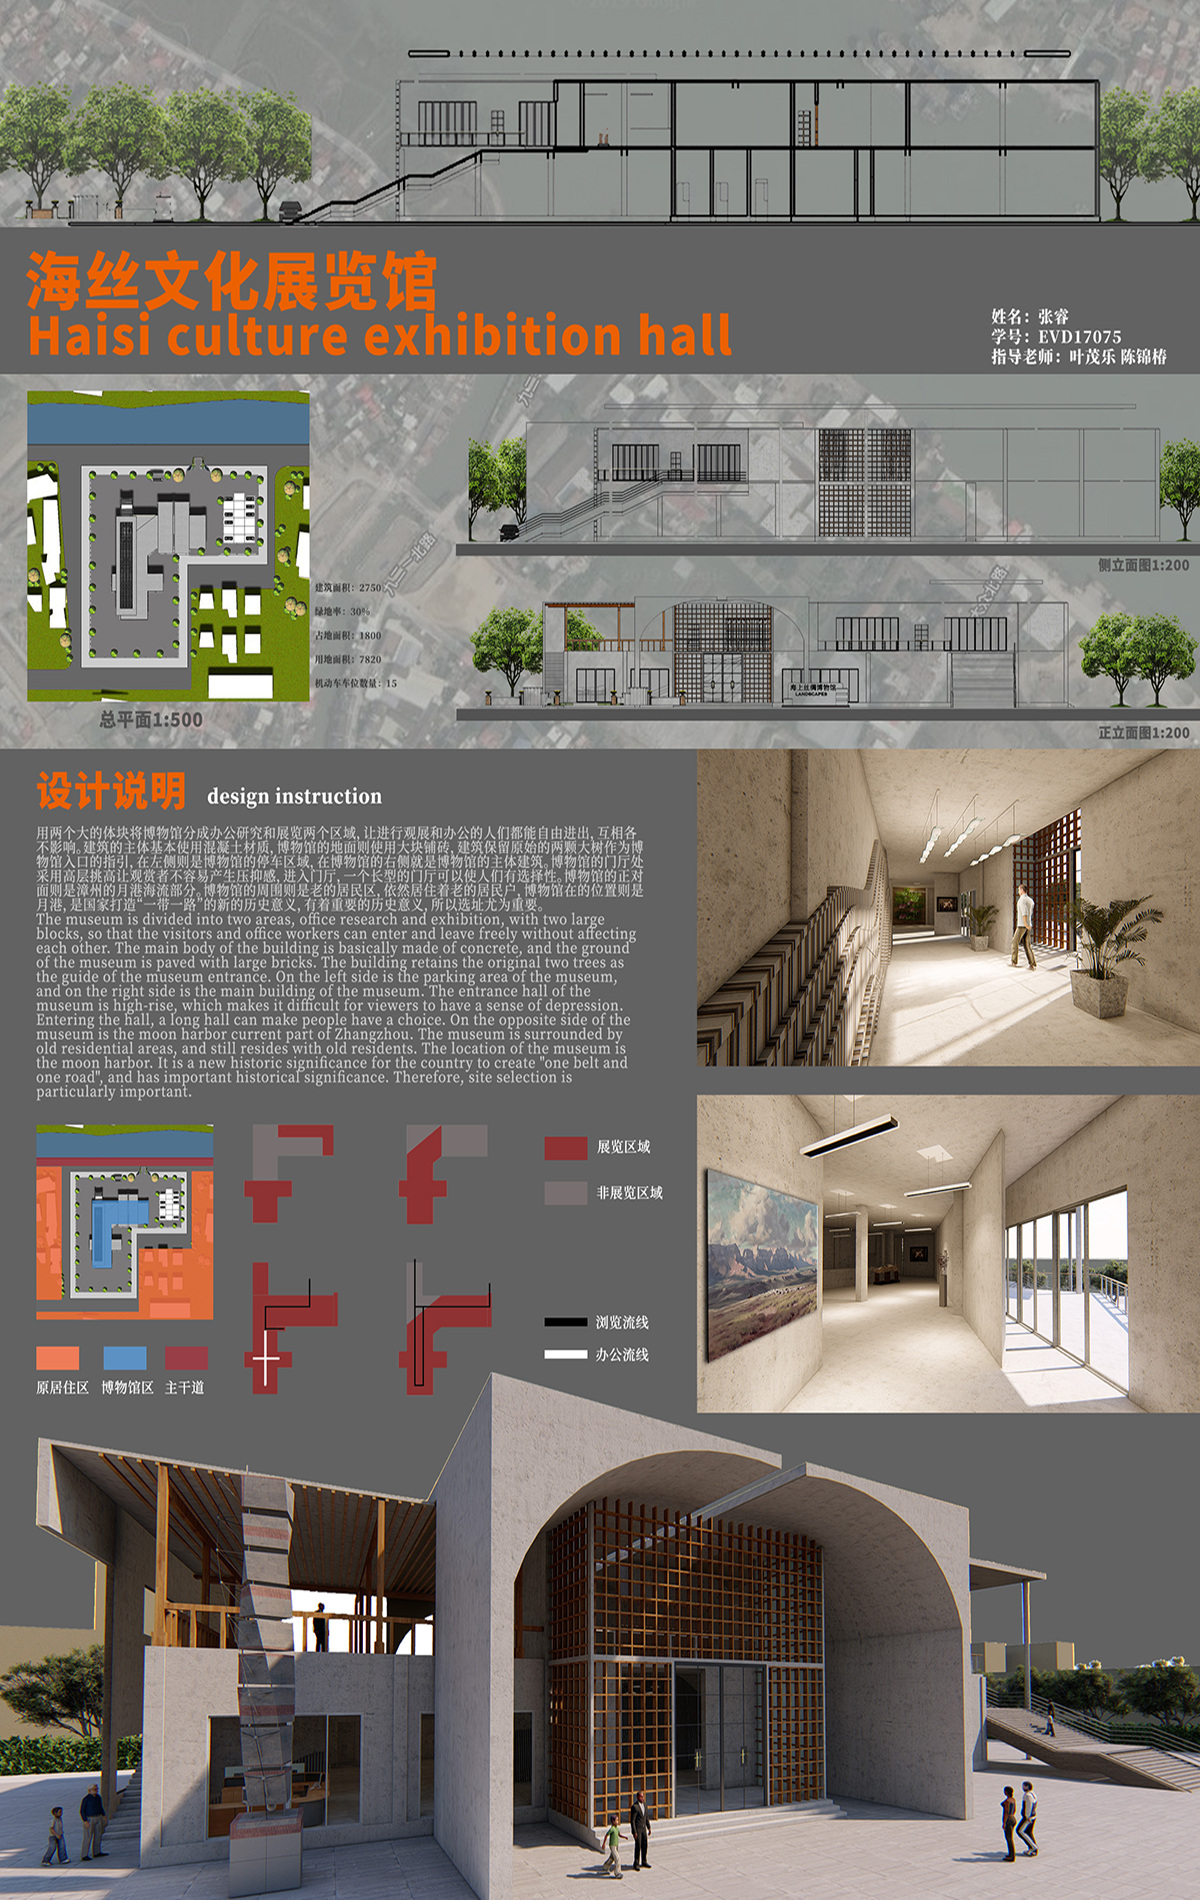 海丝文化展览馆
Haisi culture exhibition hall
姓名：张睿
学号：EVD17075
指导老师：叶茂乐 陈锦椿
九二一北路
建筑面积：2750
绿地率：30%
占地面积：1800
用地面积：7820
机动车车位数量：15
总平面1:500
侧立面图1:200
海上丝绸博物馆
LANDSCAPES
正立面图1:200
设计说明 design instruction
用两个大的体块将博物馆分成办公研究和展览两个区域, 让进行观展和办公的人们都能自由进出, 互相各
不影响。建筑的主体基本使用混凝土材质, 博物馆的地面则使用大块铺砖, 建筑保留原始的两颗大树作为博
物馆入口的指引, 在左侧则是博物馆的停车区域, 在博物馆的右侧就是博物馆的主体建筑。博物馆的门厅处
采用高层挑高让观赏者不容易产生压抑感, 进入门厅, 一个长型的门厅可以使人们有选择性。博物馆的正对
面则是漳州的月港海流部分。博物馆的周围则是老的居民区, 依然居住着老的居民户, 博物馆在的位置则是
月港, 是国家打造“一带一路”的新的历史意义, 有着重要的历史意义, 所以选址尤为重要。
The museum is divided into two areas, office research and exhibition, with two large
blocks, so that the visitors and office workers can enter and leave freely without affecting
each other. The main body of the building is basically made of concrete, and the ground
of the museum is paved with large bricks. The building retains the original two trees as
the guide of the museum entrance. On the left side is the parking area of the museum,
and on the right side is the main building of the museum. The entrance hall of the
museum is high-rise, which makes it difficult for viewers to have a sense of depression.
Entering the hall, a long hall can make people have a choice. On the opposite side of the
museum is the moon harbor current part of Zhangzhou. The museum is surrounded by
old residential areas, and still resides with old residents. The location of the museum is
the moon harbor. It is a new historic significance for the country to create "one belt and
one road", and has important historical significance. Therefore, site selection is
particularly important.
展览区域
非展览区域
浏览流线
办公流线
原居住区 博物馆区 主干道